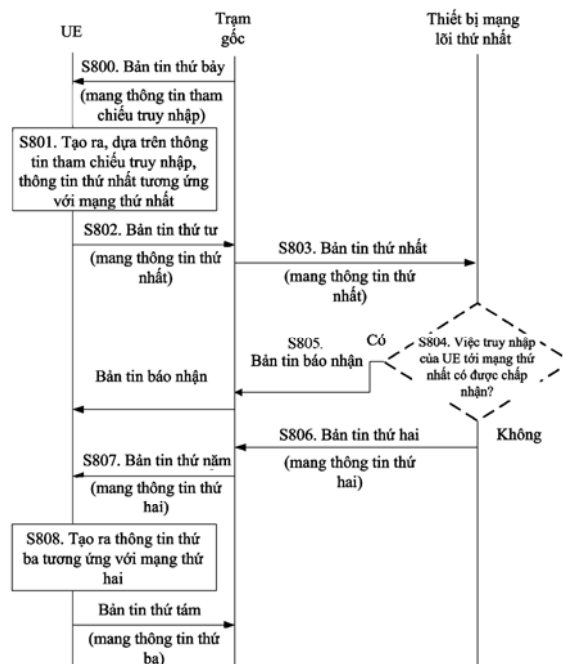 UE
Trạm
gốc
Thiết bị mạng
lõi thứ nhất
S800. Bản tin thứ bảy
(mang thông tin tham
chiếu truy nhập)
S801. Tạo ra, dựa trên thông
tin tham chiếu truy nhập,
thông tin thứ nhất tương ứng
với mạng thứ nhất
S802. Bản tin thứ tư
(mang thông tin thứ
nhất)
S803. Bản tin thứ nhất
(mang thông tin thứ
nhất)
S804. Việc truy nhập
của UE tới mạng thứ
nhất có được chấp
nhận?
Có
S805.
Bản tin báo nhận
Bản tin báo nhận
Không
S806. Bản tin thứ hai
(mang thông tin thứ
hai)
S807. Bản tin thứ năm
(mang thông tin thứ
hai)
S808. Tạo ra thông tin thứ
ba tương ứng với mạng thứ
hai
Bản tin thứ tám
(mang thông tin thứ
ba)